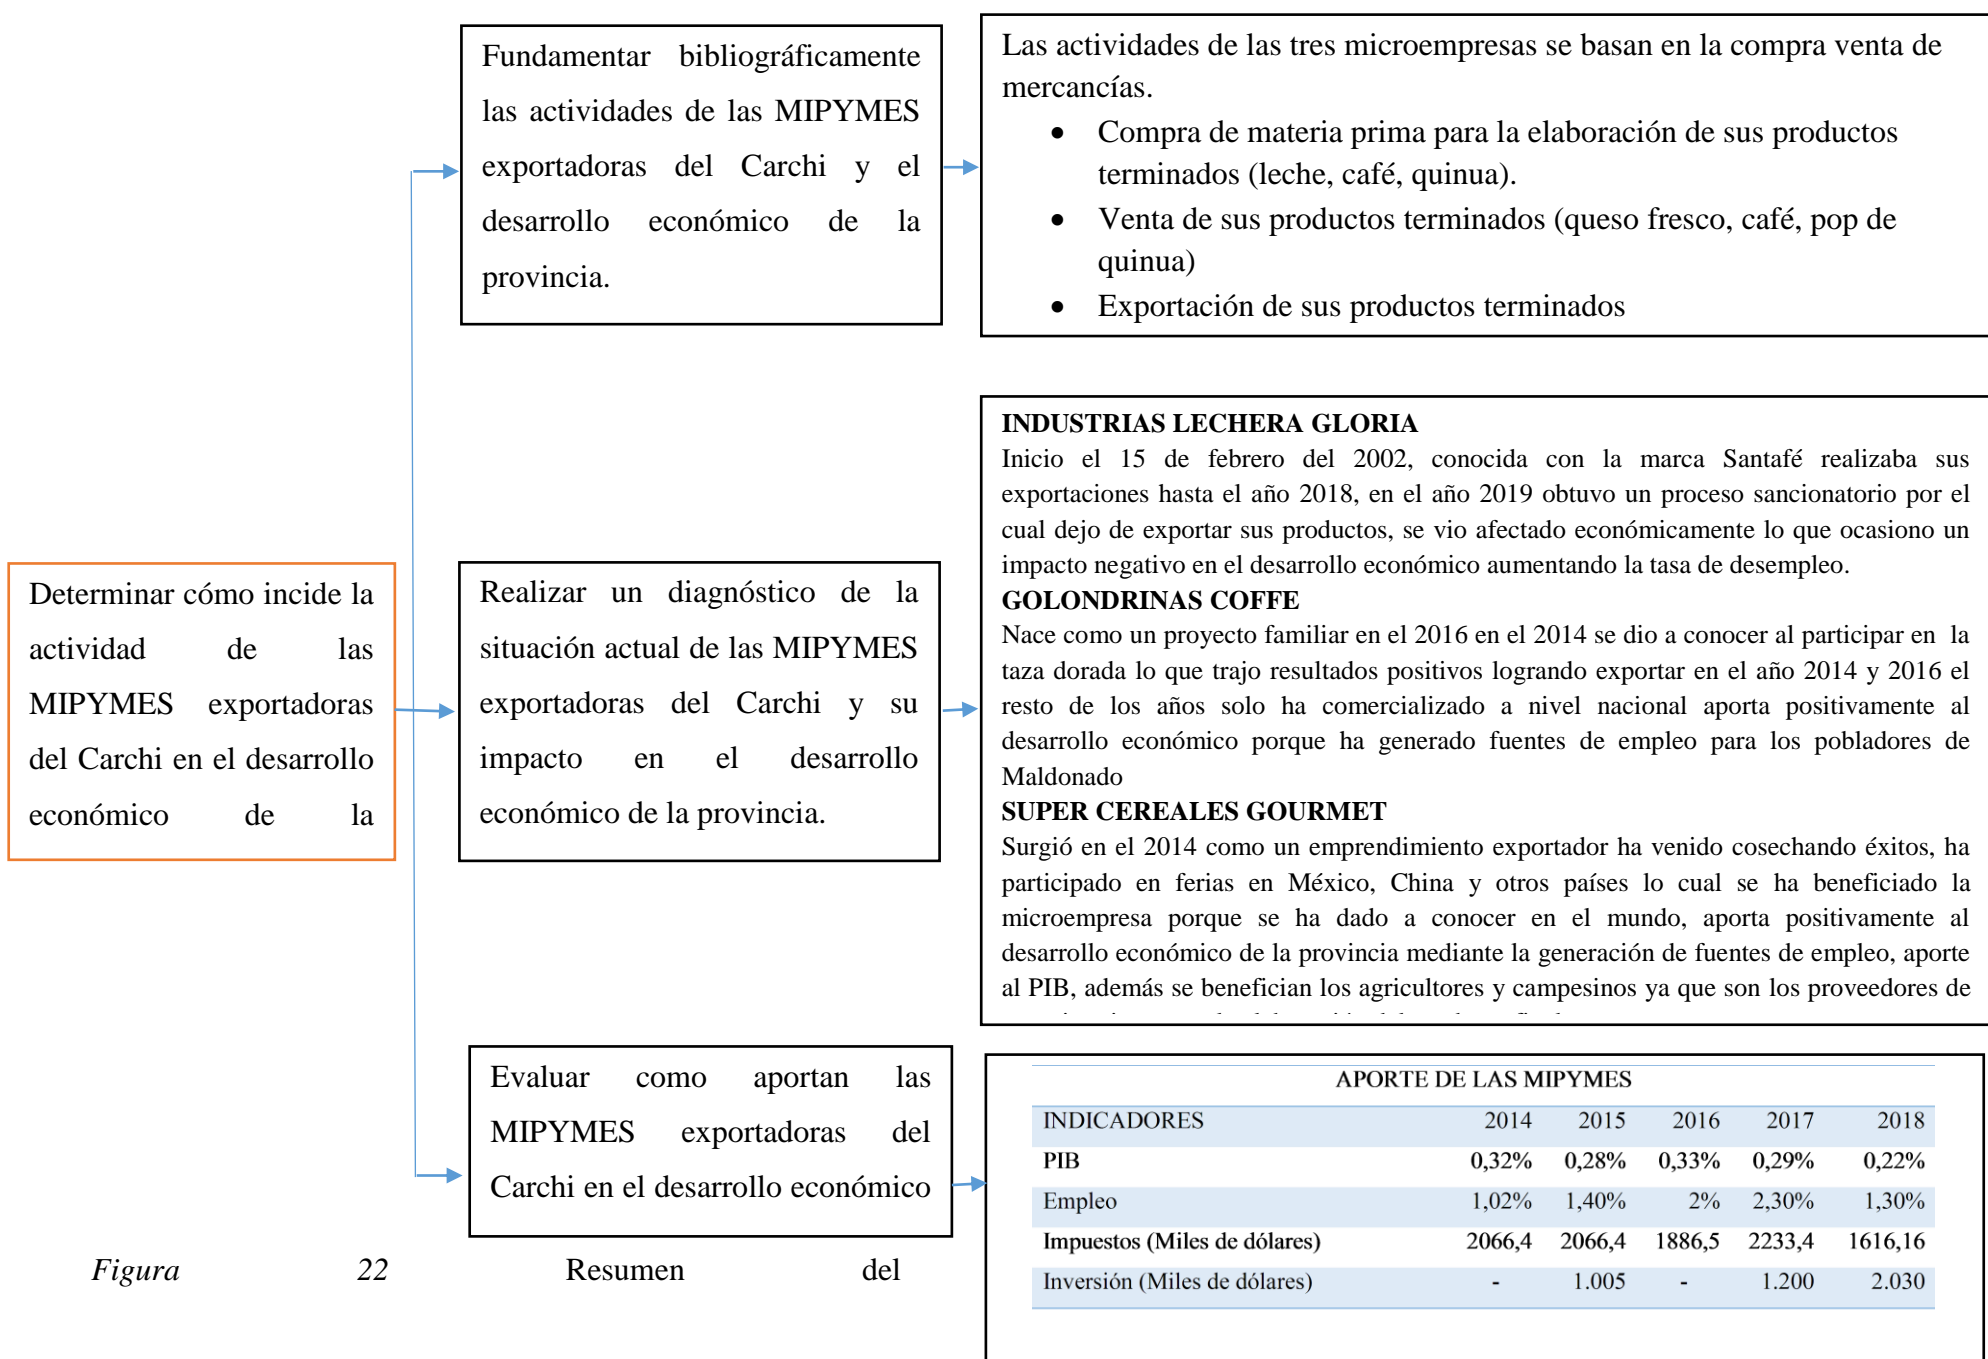 Fundamentar bibliográficamente
las actividades de las MIPYMES
exportadoras del Carchi y el
desarrollo económico de la
provincia.
Las actividades de las tres microempresas se basan en la compra venta de
mercancías.
• Compra de materia prima para la elaboración de sus productos
terminados (leche, café, quinua).
• Venta de sus productos terminados (queso fresco, café, pop de
quinua)
• Exportación de sus productos terminados
Determinar cómo incide la
actividad de las
MIPYMES exportadoras
del Carchi en el desarrollo
económico de la
Realizar un diagnóstico de la
situación actual de las MIPYMES
exportadoras del Carchi y su
impacto en el desarrollo
económico de la provincia.
INDUSTRIAS LECHERA GLORIA
Inicio el 15 de febrero del 2002, conocida con la marca Santafé realizaba sus
exportaciones hasta el año 2018, en el año 2019 obtuvo un proceso sancionatorio por el
cual dejo de exportar sus productos, se vio afectado económicamente lo que ocasiono un
impacto negativo en el desarrollo económico aumentando la tasa de desempleo.
GOLONDRINAS COFFE
Nace como un proyecto familiar en el 2016 en el 2014 se dio a conocer al participar en la
taza dorada lo que trajo resultados positivos logrando exportar en el año 2014 y 2016 el
resto de los años solo ha comercializado a nivel nacional aporta positivamente al
desarrollo económico porque ha generado fuentes de empleo para los pobladores de
Maldonado
SUPER CEREALES GOURMET
Surgió en el 2014 como un emprendimiento exportador ha venido cosechando éxitos, ha
participado en ferias en México, China y otros países lo cual se ha beneficiado la
microempresa porque se ha dado a conocer en el mundo, aporta positivamente al
desarrollo económico de la provincia mediante la generación de fuentes de empleo, aporte
al PIB, además se benefician los agricultores y campesinos ya que son los proveedores de
Evaluar como aportan las
MIPYMES exportadoras del
Carchi en el desarrollo económico
APORTE DE LAS MIPYMES
INDICADORES 2014 2015 2016 2017 2018
PIB 0,32% 0,28% 0,33% 0,29% 0,22%
Empleo 1,02% 1,40% 2% 2,30% 1,30%
Impuestos (Miles de dólares) 2066,4 2066,4 1886,5 2233,4 1616,16
Inversión (Miles de dólares) - 1.005 - 1.200 2.030
Figura 22 Resumen del